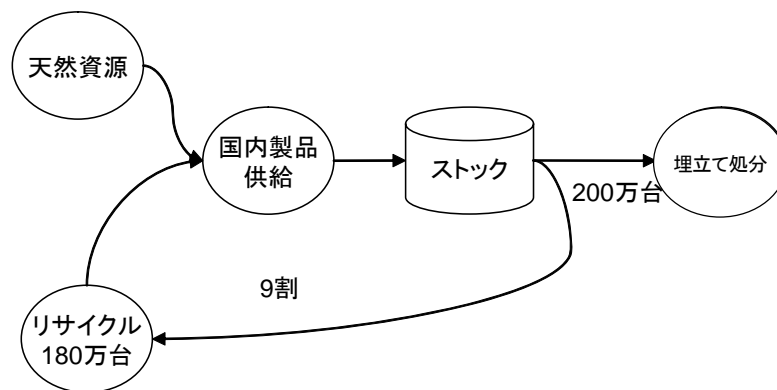 天然資源
国内製品
供給
ストック
埋立て処分
200万台
9割
リサイクル
180万台